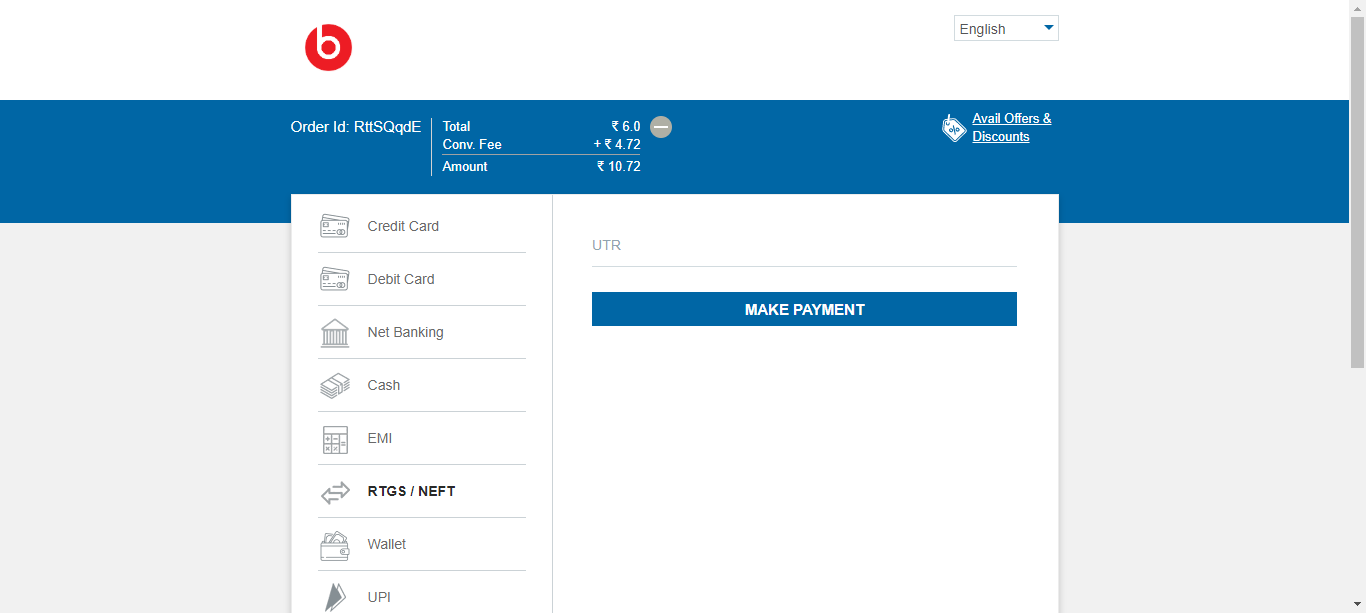 b
English
Order Id: RttSQqdE
Total ₹ 6.0
Conv. Fee + ₹ 4.72
Amount ₹ 10.72
Avail Offers &
Discounts
Credit Card
Debit Card
Net Banking
Cash
EMI
RTGS / NEFT
Wallet
UPI
UTR
MAKE PAYMENT